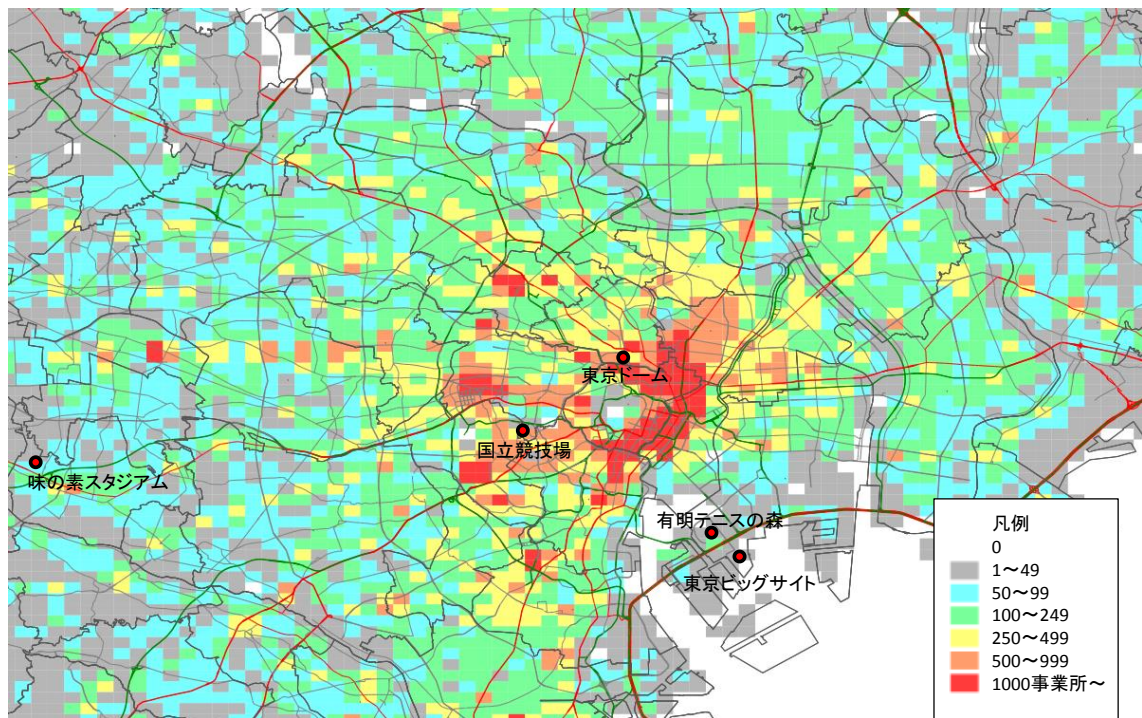 東京ドーム
国立競技場
味の素スタジアム
有明テニスの森
東京ビッグサイト
凡例
0
1～49
50～99
100～249
250～499
500～999
1000事業所～